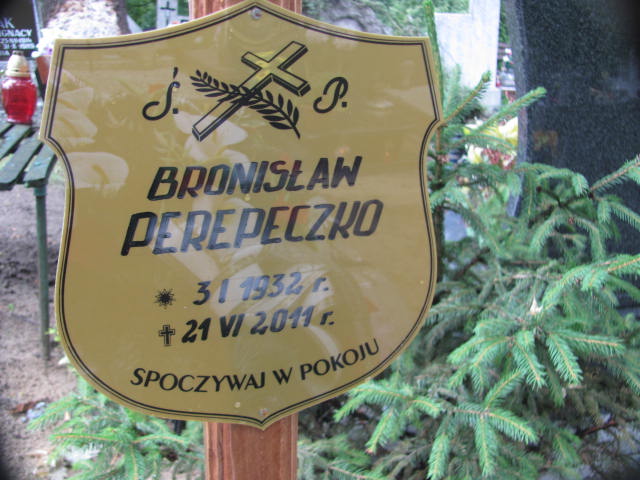 Ś. P.
BRONISŁAW
PEREPECZKO
3 I 1932 r.
21 VI 2011 r.
SPOCZYWAJ W POKOJU